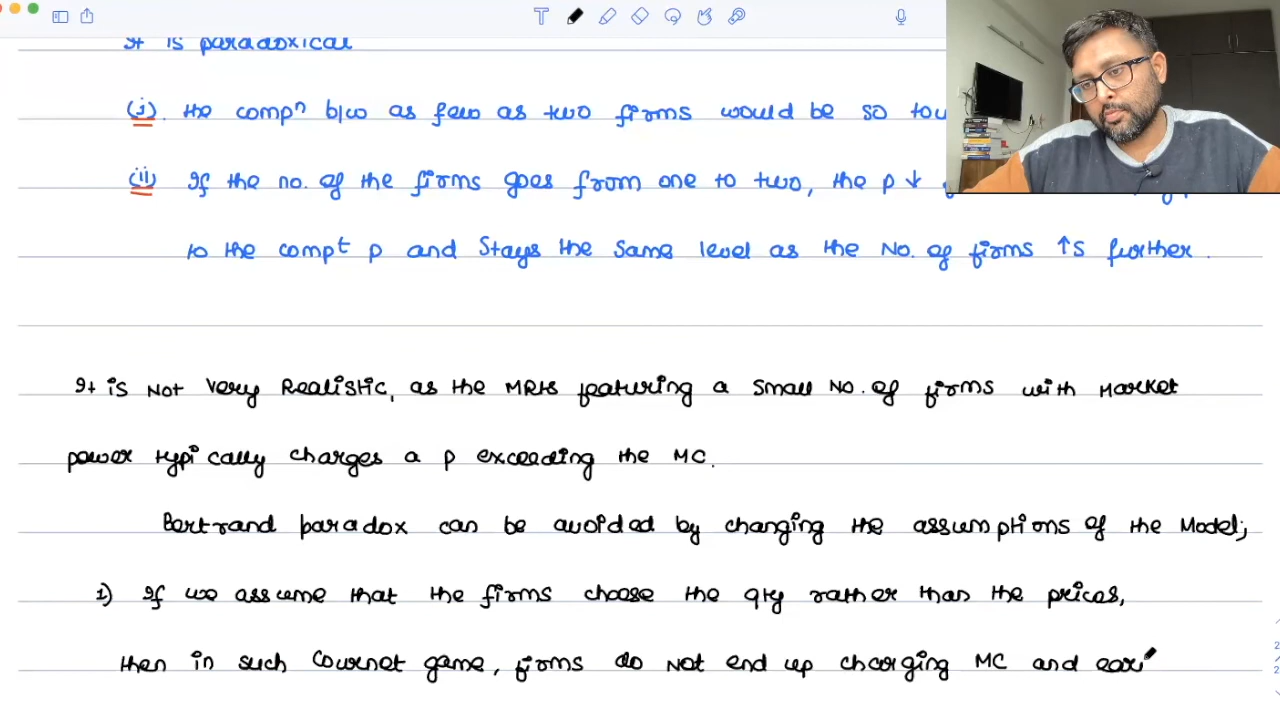 It is paradoxical
(i). the compⁿ b/w as few as two firms would be so
(ii) If the no. of the firms goes from one to two, the p ↓
to the compt p and stays the same level as the No. of firms ↑s further.
It is Not Very Realistic, as the MRKts featuring a small No. of firms with Market
power typically charges a p exceeding the MC.
Bertrand paradox can be avoided by changing the assumptions of the Model;
1) If we assume that the firms choose the qty rather than the prices,
then in such Cournot game, firms do not end up charging MC and